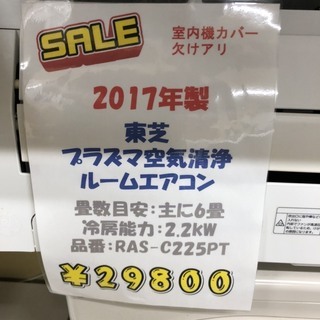 SALE
室内機カバー
欠けアリ
2017年製
東芝
プラズマ空気清浄
ルームエアコン
畳数目安:主に6畳
冷房能力:2.2kW
品番:RAS-C225PT
¥29800